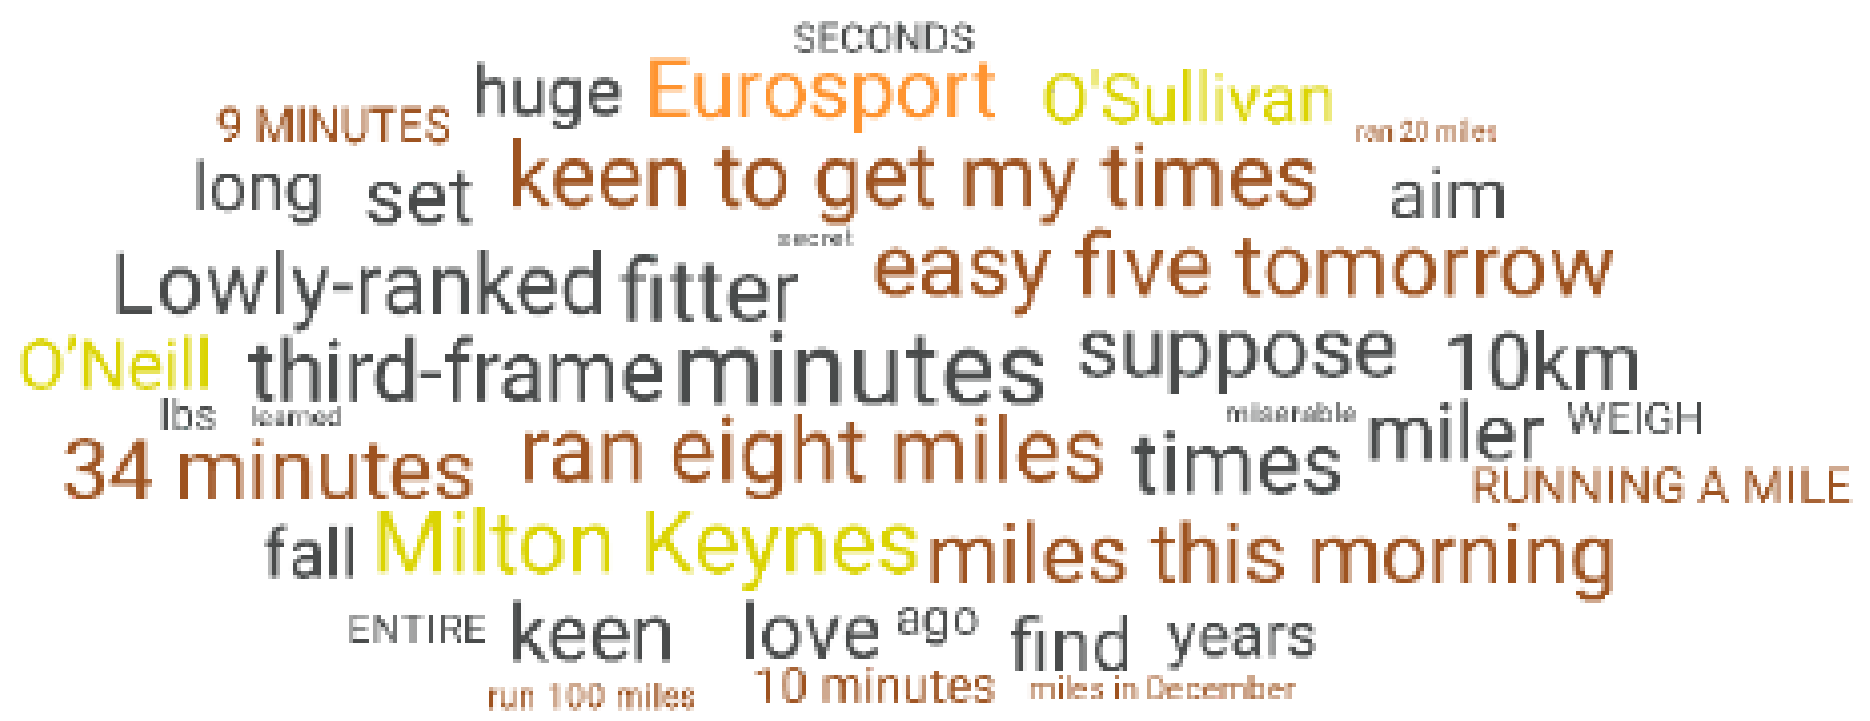 SECONDS
huge Eurosport O'Sullivan
9 MINUTES ran 20 miles
long set keen to get my times aim
secret
Lowly-ranked fitter easy five tomorrow
O'Neill third-frame minutes suppose 10km
lbs learned miserable miler WEIGH
34 minutes ran eight miles times RUNNING A MILE
fall Milton Keynes miles this morning
ENTIRE keen love ago find years
run 100 miles 10 minutes miles in December